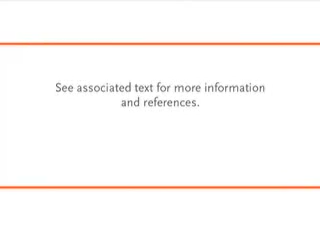 See associated text for more information
and references.